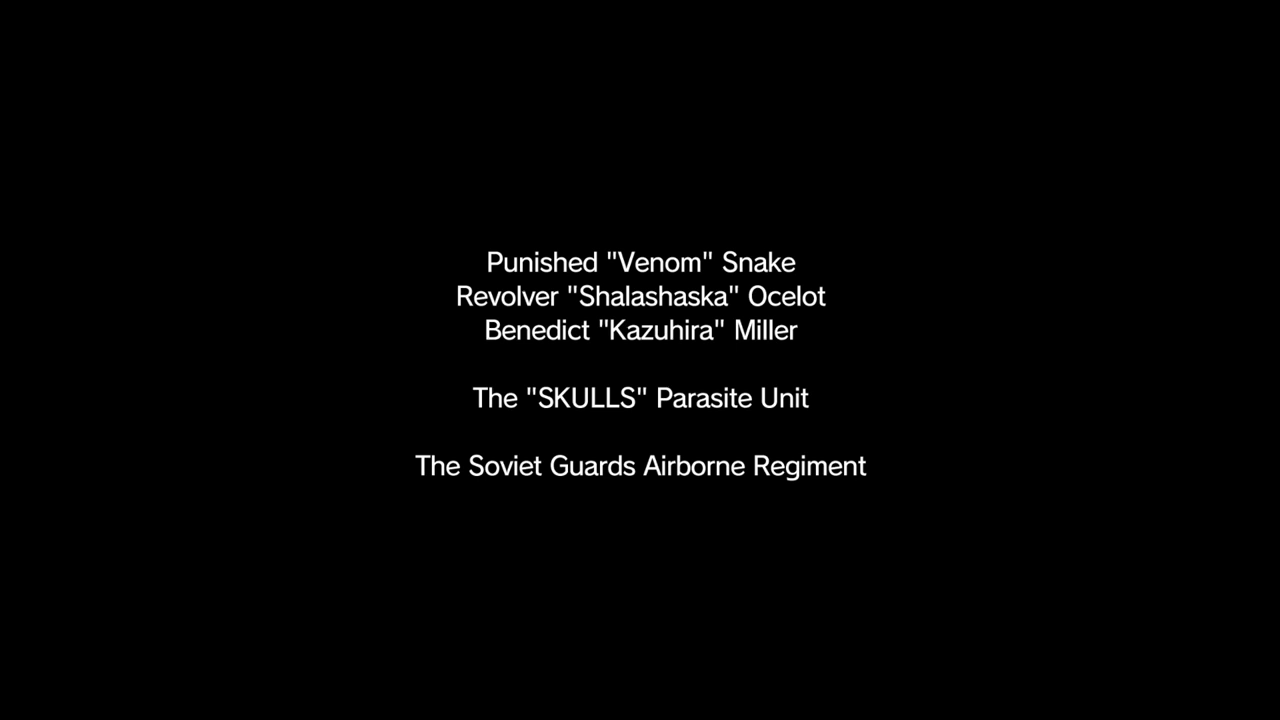 Punished "Venom" Snake
Revolver "Shalashaska" Ocelot
Benedict "Kazuhira" Miller
The "SKULLS" Parasite Unit
The Soviet Guards Airborne Regiment